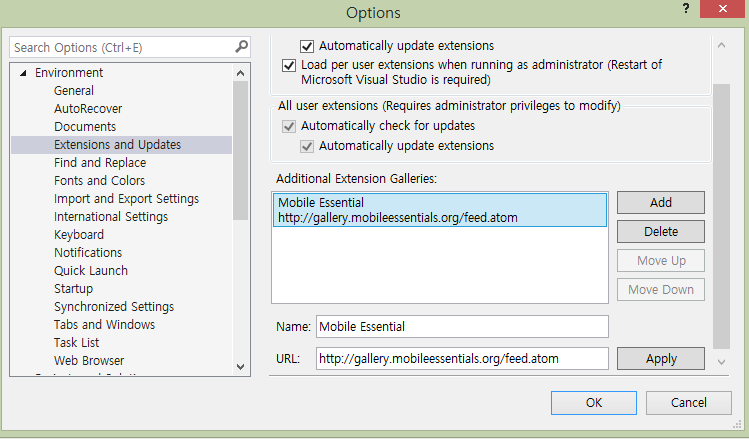 Options
?
Search Options (Ctrl+E)
Environment
General
AutoRecover
Documents
Extensions and Updates
Find and Replace
Fonts and Colors
Import and Export Settings
International Settings
Keyboard
Notifications
Quick Launch
Startup
Synchronized Settings
Tabs and Windows
Task List
Web Browser
Automatically update extensions
Load per user extensions when running as administrator (Restart of
Microsoft Visual Studio is required)
All user extensions (Requires administrator privileges to modify)
Automatically check for updates
Automatically update extensions
Additional Extension Galleries:
Mobile Essential
http://gallery.mobileessentials.org/feed.atom
Add
Delete
Move Up
Move Down
Name: Mobile Essential
URL: http://gallery.mobileessentials.org/feed.atom
Apply
OK
Cancel